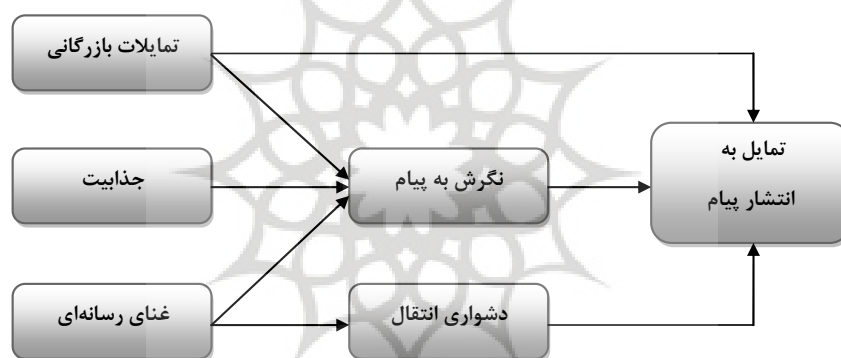 تمایلات بازرگانی
جذابیت
نگرش به پیام
تمایل به
انتشار پیام
غنای رسانه‌ای
دشواری انتقال